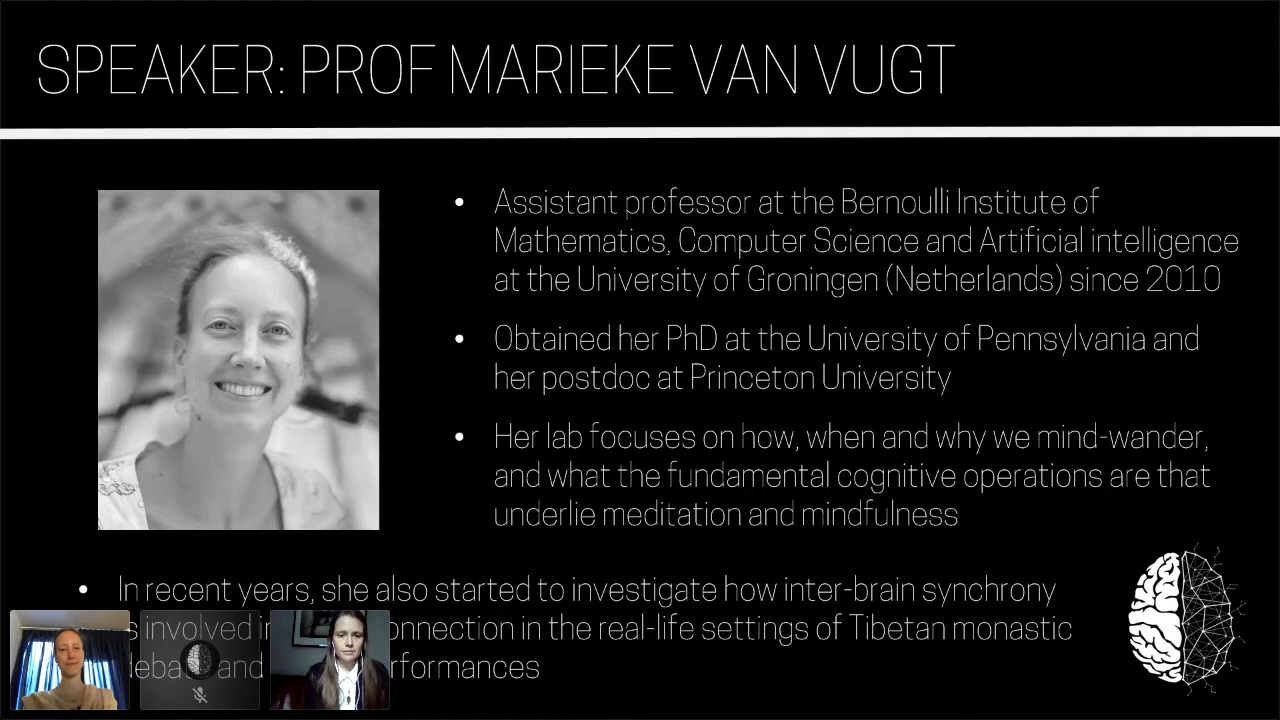 SPEAKER: PROF MARIEKE VAN VUGT
• Assistant professor at the Bernoulli Institute of
Mathematics, Computer Science and Artificial intelligence
at the University of Groningen (Netherlands) since 2010
• Obtained her PhD at the University of Pennsylvania and
her postdoc at Princeton University
• Her lab focuses on how, when and why we mind-wander,
and what the fundamental cognitive operations are that
underlie meditation and mindfulness
• In recent years, she also started to investigate how inter-brain synchrony
involved in the real-life settings of Tibetan monastic
and